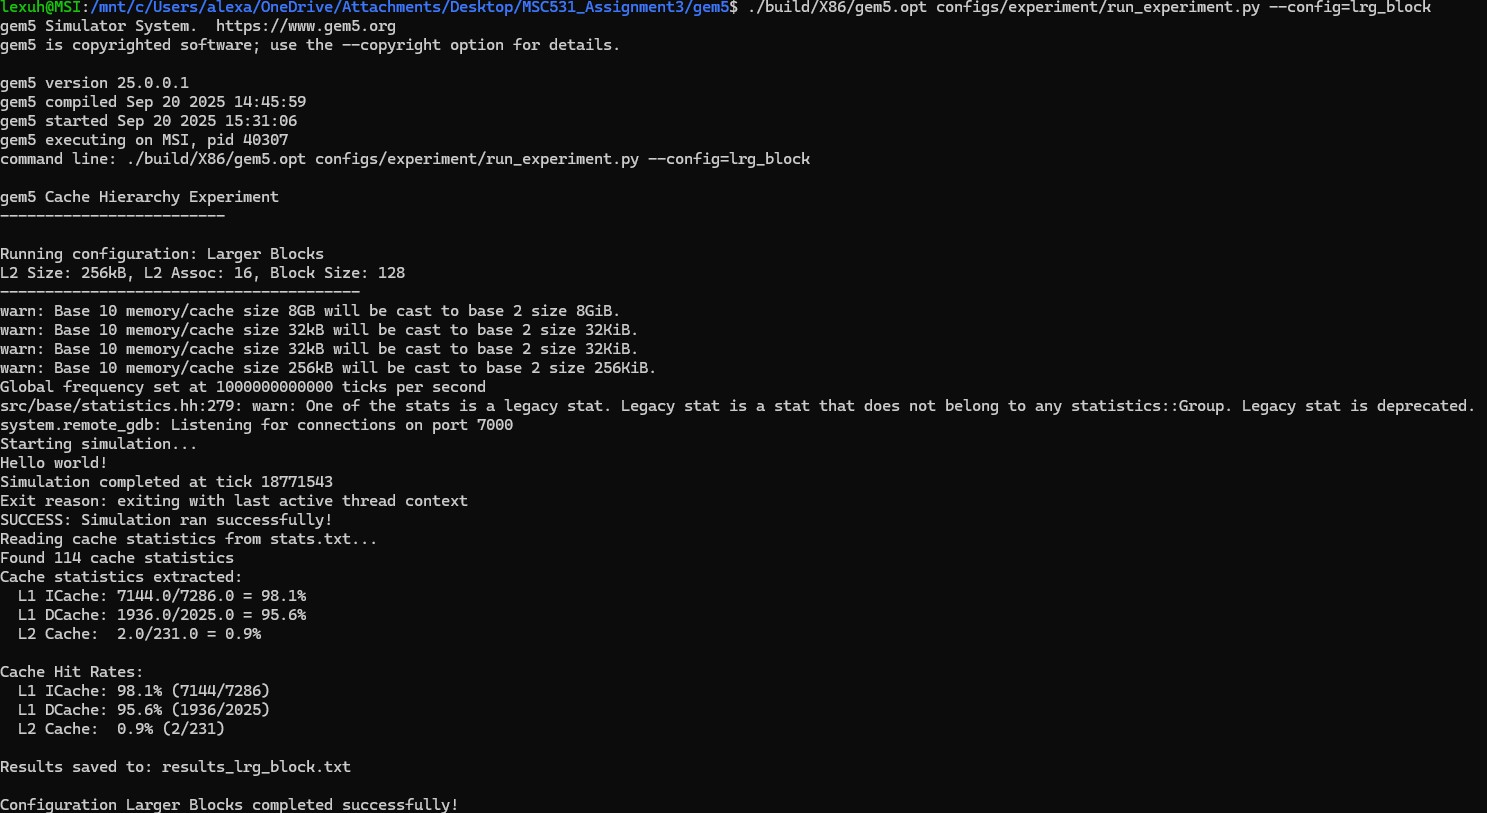 lexuh@MSI:/mnt/c/Users/alexa/OneDrive/Attachments/Desktop/MSC531_Assignment3/gem5$ ./build/X86/gem5.opt configs/experiment/run_experiment.py --config=lrg_block
gem5 Simulator System.  https://www.gem5.org
gem5 is copyrighted software; use the --copyright option for details.

gem5 version 25.0.0.1
gem5 compiled Sep 20 2025 14:45:59
gem5 started Sep 20 2025 15:31:06
gem5 executing on MSI, pid 40307
command line: ./build/X86/gem5.opt configs/experiment/run_experiment.py --config=lrg_block

gem5 Cache Hierarchy Experiment
-------------------------

Running configuration: Larger Blocks
L2 Size: 256kB, L2 Assoc: 16, Block Size: 128
----------------------------------------
warn: Base 10 memory/cache size 8GB will be cast to base 2 size 8GiB.
warn: Base 10 memory/cache size 32kB will be cast to base 2 size 32KiB.
warn: Base 10 memory/cache size 32kB will be cast to base 2 size 32KiB.
warn: Base 10 memory/cache size 256kB will be cast to base 2 size 256KiB.
Global frequency set at 1000000000000 ticks per second
src/base/statistics.hh:279: warn: One of the stats is a legacy stat. Legacy stat is a stat that does not belong to any statistics::Group. Legacy stat is deprecated.
system.remote_gdb: Listening for connections on port 7000
Starting simulation...
Hello world!
Simulation completed at tick 18771543
Exit reason: exiting with last active thread context
SUCCESS: Simulation ran successfully!
Reading cache statistics from stats.txt...
Found 114 cache statistics
Cache statistics extracted:
  L1 ICache: 7144.0/7286.0 = 98.1%
  L1 DCache: 1936.0/2025.0 = 95.6%
  L2 Cache:  2.0/231.0 = 0.9%

Cache Hit Rates:
  L1 ICache: 98.1% (7144/7286)
  L1 DCache: 95.6% (1936/2025)
  L2 Cache:  0.9% (2/231)

Results saved to: results_lrg_block.txt

Configuration Larger Blocks completed successfully!